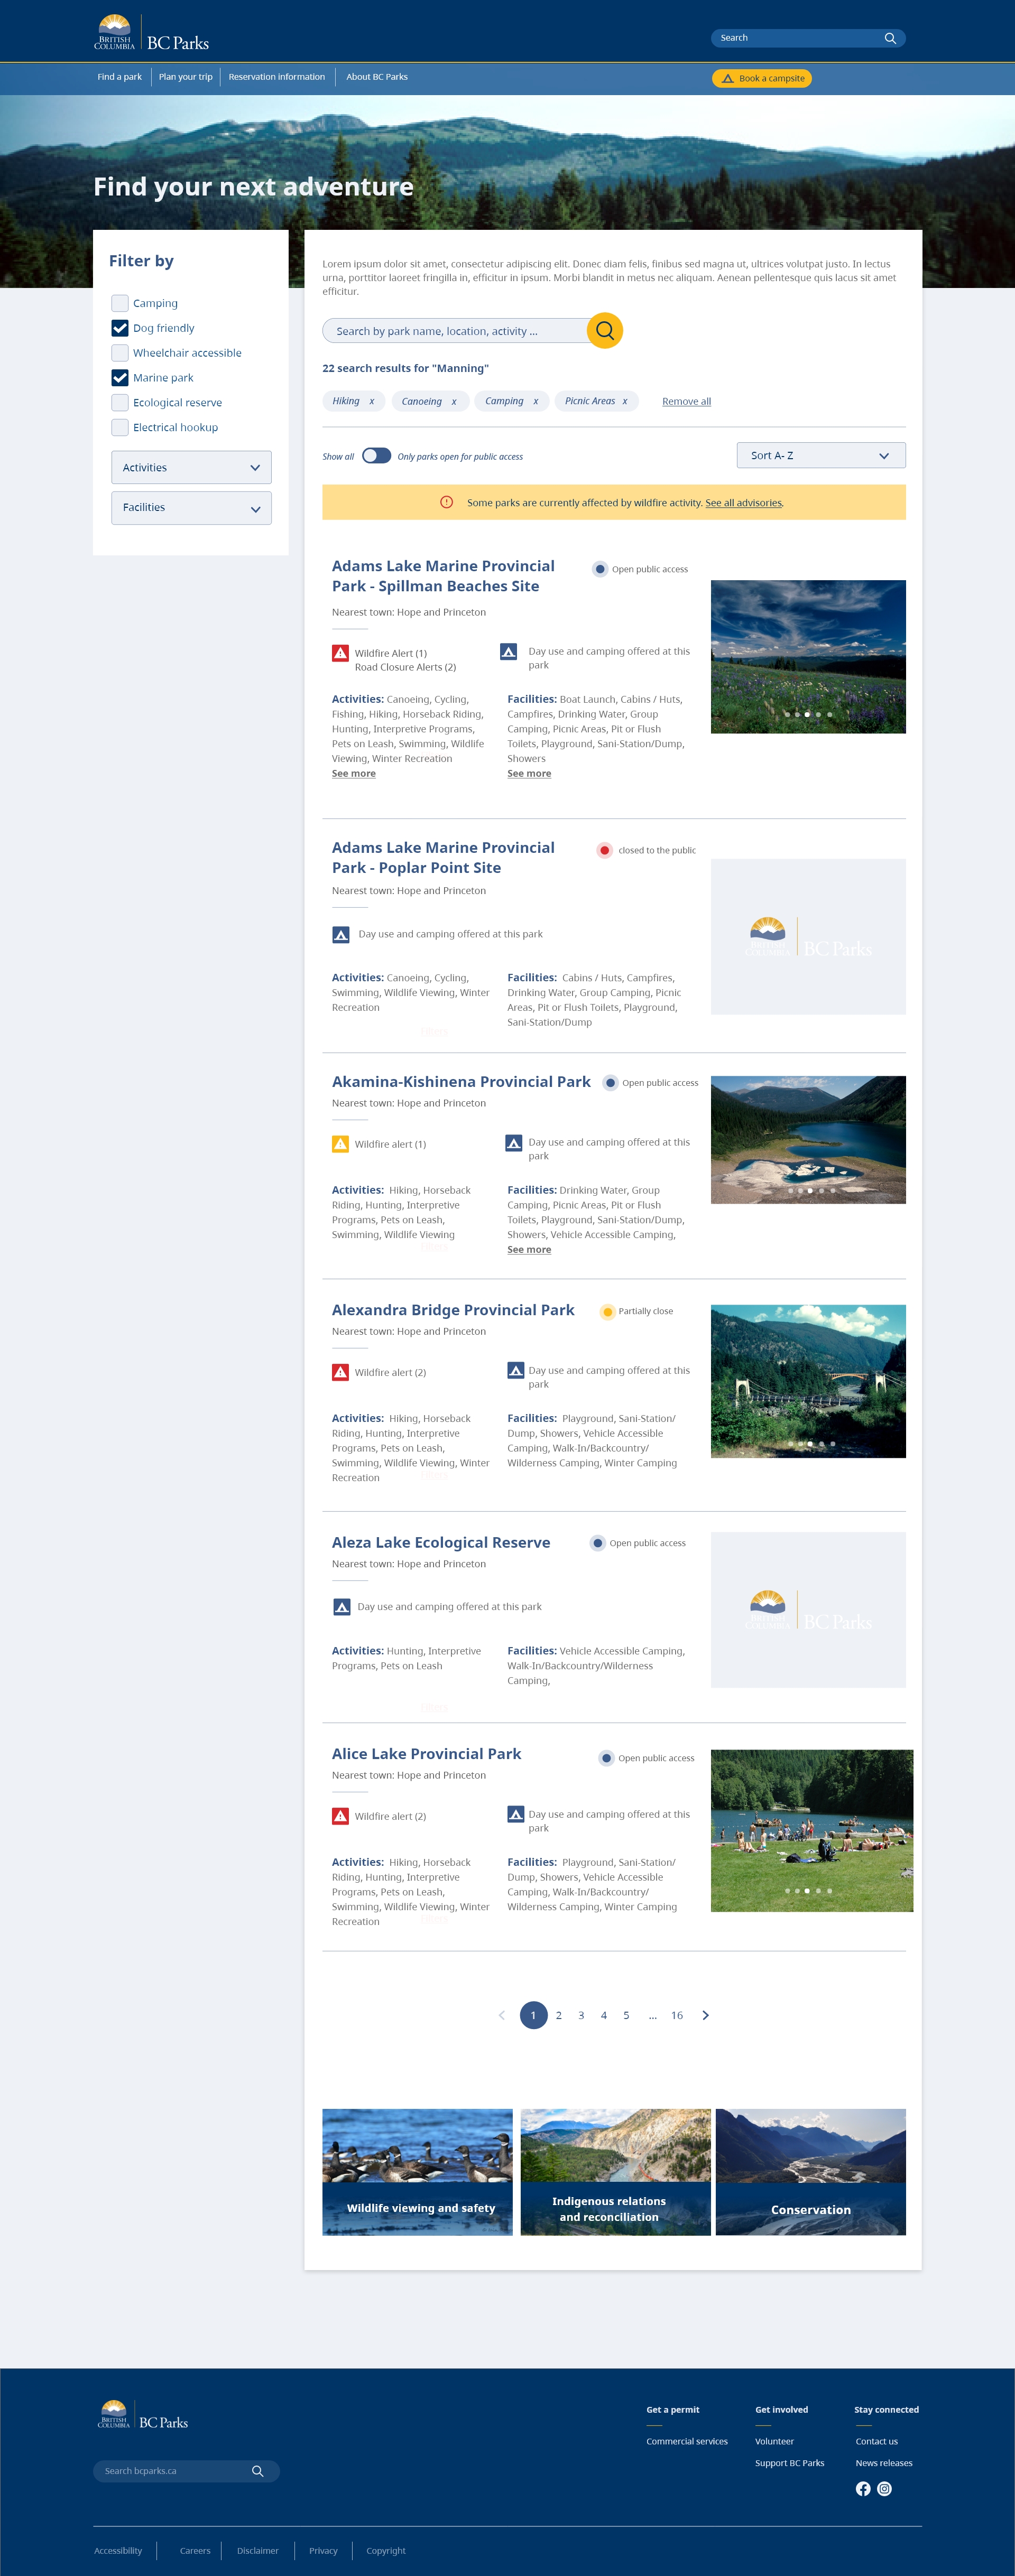 BRITISH
COLUMBIA
BC Parks
Search
Find a park
Plan your trip
Reservation information
About BC Parks
Book a campsite
Find your next adventure
Filter by
Camping
Dog friendly
Wheelchair accessible
Marine park
Ecological reserve
Electrical hookup
Activities
Facilities
Lorem ipsum dolor sit amet, consectetur adipiscing elit. Donec diam felis, finibus sed magna ut, ultrices volutpat justo. In lectus
urna, porttitor laoreet fringilla in, efficitur in ipsum. Morbi blandit in metus nec aliquam. Aenean pellentesque quis lacus sit amet
efficitur.
Search by park name, location, activity ...
22 search results for "Manning"
Hiking x
Canoeing x
Camping x
Picnic Areas x
Remove all
Show all
Only parks open for public access
Sort A- Z
Some parks are currently affected by wildfire activity. See all advisories.
Adams Lake Marine Provincial
Park - Spillman Beaches Site
Open public access
Nearest town: Hope and Princeton
Wildfire Alert (1)
Road Closure Alerts (2)
Day use and camping offered at this
park
Activities: Canoeing, Cycling,
Fishing, Hiking, Horseback Riding,
Hunting, Interpretive Programs,
Pets on Leash, Swimming, Wildlife
Viewing, Winter Recreation
See more
Facilities: Boat Launch, Cabins / Huts,
Campfires, Drinking Water, Group
Camping, Picnic Areas, Pit or Flush
Toilets, Playground, Sani-Station/Dump,
Showers
See more
Adams Lake Marine Provincial
Park - Poplar Point Site
closed to the public
Nearest town: Hope and Princeton
Day use and camping offered at this park
Activities: Canoeing, Cycling,
Swimming, Wildlife Viewing, Winter
Recreation
Facilities: Cabins / Huts, Campfires,
Drinking Water, Group Camping, Picnic
Areas, Pit or Flush Toilets, Playground,
Sani-Station/Dump
BRITISH
COLUMBIA
BC Parks
Akamina-Kishinena Provincial Park
Open public access
Nearest town: Hope and Princeton
Wildfire alert (1)
Day use and camping offered at this
park
Activities: Hiking, Horseback
Riding, Hunting, Interpretive
Programs, Pets on Leash,
Swimming, Wildlife Viewing
Facilities: Drinking Water, Group
Camping, Picnic Areas, Pit or Flush
Toilets, Playground, Sani-Station/Dump,
Showers, Vehicle Accessible Camping,
See more
Alexandra Bridge Provincial Park
Partially close
Nearest town: Hope and Princeton
Wildfire alert (2)
Day use and camping offered at this
park
Activities: Hiking, Horseback
Riding, Hunting, Interpretive
Programs, Pets on Leash,
Swimming, Wildlife Viewing, Winter
Recreation
Facilities: Playground, Sani-Station/
Dump, Showers, Vehicle Accessible
Camping, Walk-In/Backcountry/
Wilderness Camping, Winter Camping
Aleza Lake Ecological Reserve
Open public access
Nearest town: Hope and Princeton
Day use and camping offered at this park
Activities: Hunting, Interpretive
Programs, Pets on Leash
Facilities: Vehicle Accessible Camping,
Walk-In/Backcountry/Wilderness
Camping,
BRITISH
COLUMBIA
BC Parks
Alice Lake Provincial Park
Open public access
Nearest town: Hope and Princeton
Wildfire alert (2)
Day use and camping offered at this
park
Activities: Hiking, Horseback
Riding, Hunting, Interpretive
Programs, Pets on Leash,
Swimming, Wildlife Viewing, Winter
Recreation
Facilities: Playground, Sani-Station/
Dump, Showers, Vehicle Accessible
Camping, Walk-In/Backcountry/
Wilderness Camping, Winter Camping
1 2 3 4 5 ... 16
Wildlife viewing and safety
Indigenous relations
and reconciliation
Conservation
BRITISH
COLUMBIA
BC Parks
Search bcparks.ca
Get a permit
Commercial services
Get involved
Volunteer
Support BC Parks
Stay connected
Contact us
News releases
Accessibility
Careers
Disclaimer
Privacy
Copyright